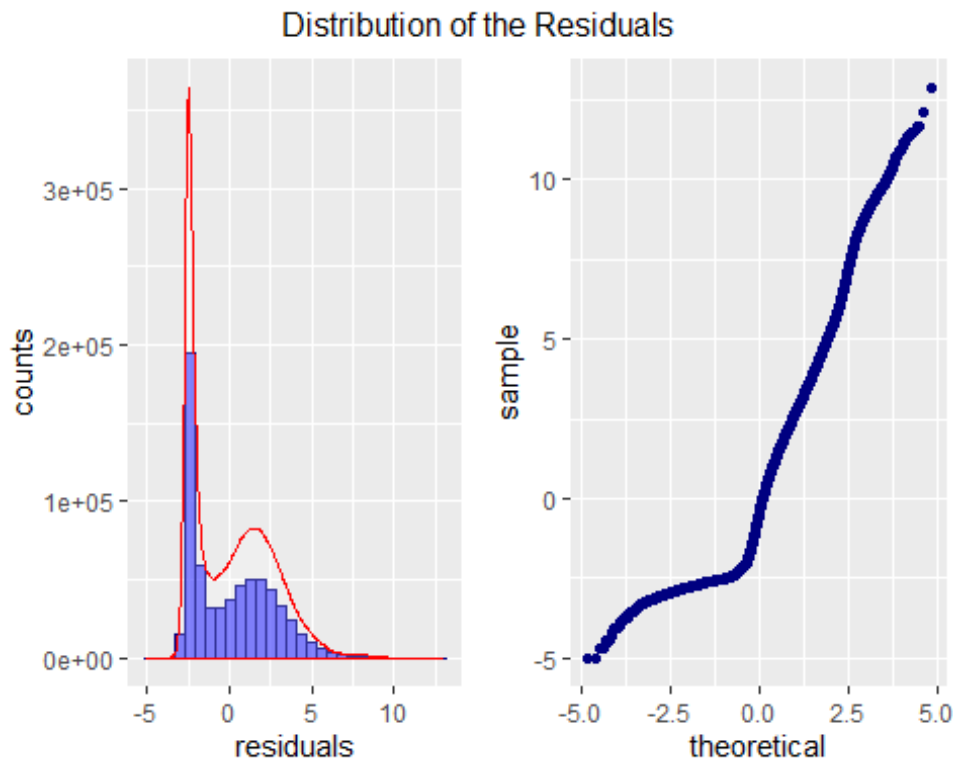 Distribution of the Residuals
counts
3e+05
2e+05
1e+05
0e+00
-5
0
5
10
residuals
sample
10
5
0
-5
-5.0
-2.5
0.0
2.5
5.0
theoretical